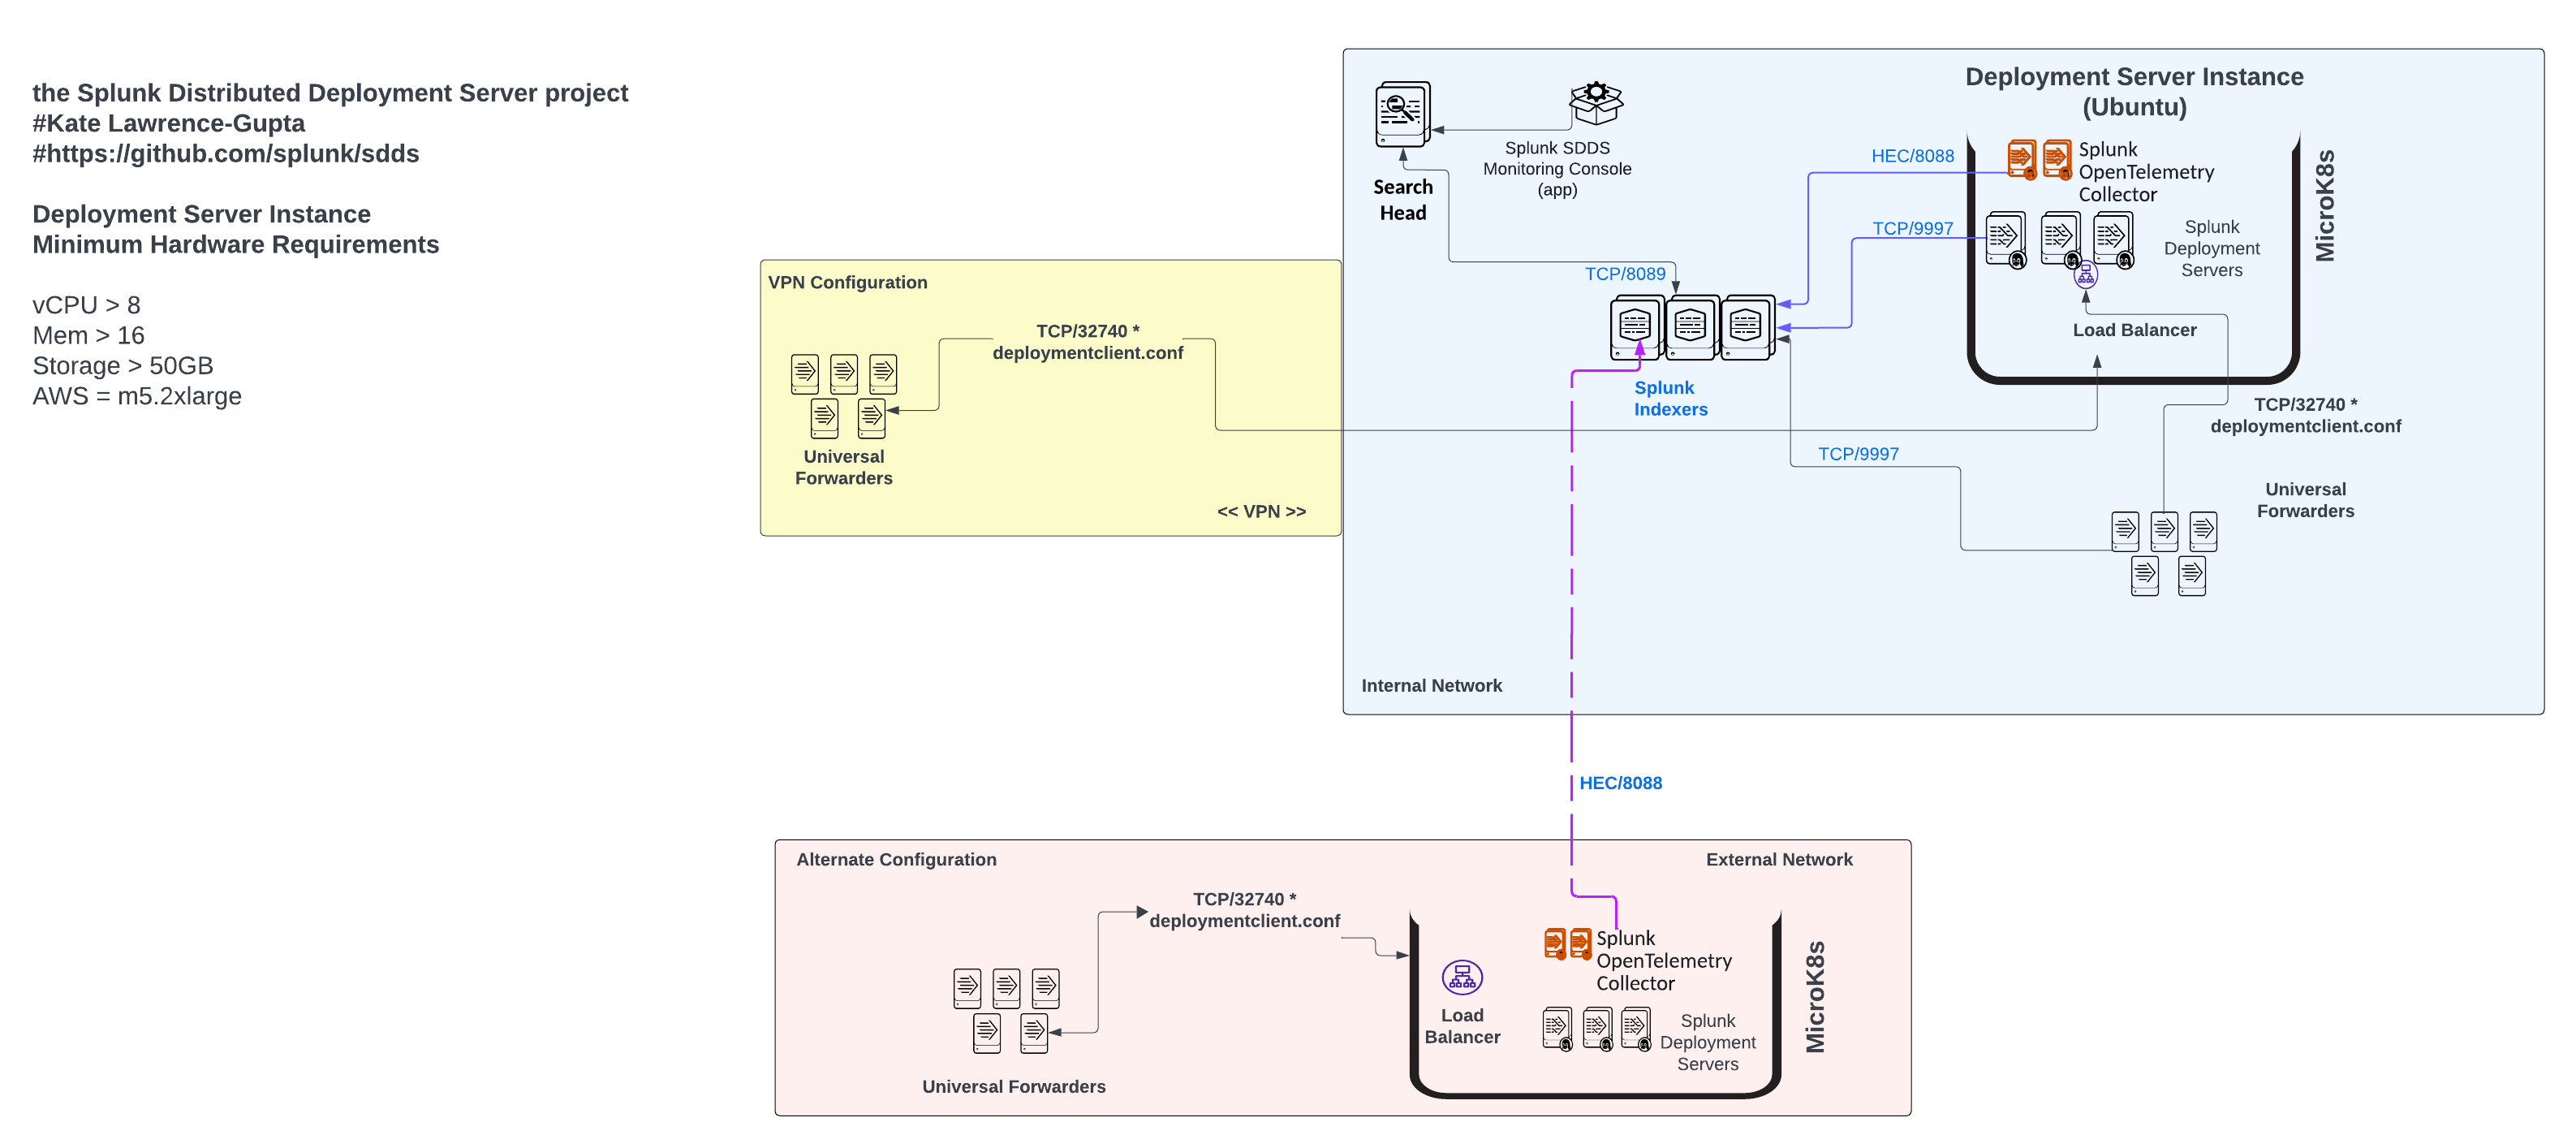 the Splunk Distributed Deployment Server project
#Kate Lawrence-Gupta
#https://github.com/splunk/sdds
Deployment Server Instance
Minimum Hardware Requirements
vCPU > 8
Mem > 16
Storage > 50GB
AWS = m5.2xlarge
Deployment Server Instance
(Ubuntu)
Splunk SDDS
Monitoring Console
(app)
Search
Head
HEC/8088
Splunk
OpenTelemetry
Collector
MicroK8s
TCP/9997
Splunk
Deployment
Servers
TCP/8089
Load Balancer
Splunk
Indexers
TCP/32740 *
deploymentclient.conf
TCP/9997
Universal
Forwarders
Internal Network
VPN Configuration
TCP/32740 *
deploymentclient.conf
Universal
Forwarders
<< VPN >>
HEC/8088
Alternate Configuration
External Network
TCP/32740 *
deploymentclient.conf
Splunk
OpenTelemetry
Collector
MicroK8s
Load
Balancer
Splunk
Deployment
Servers
Universal Forwarders